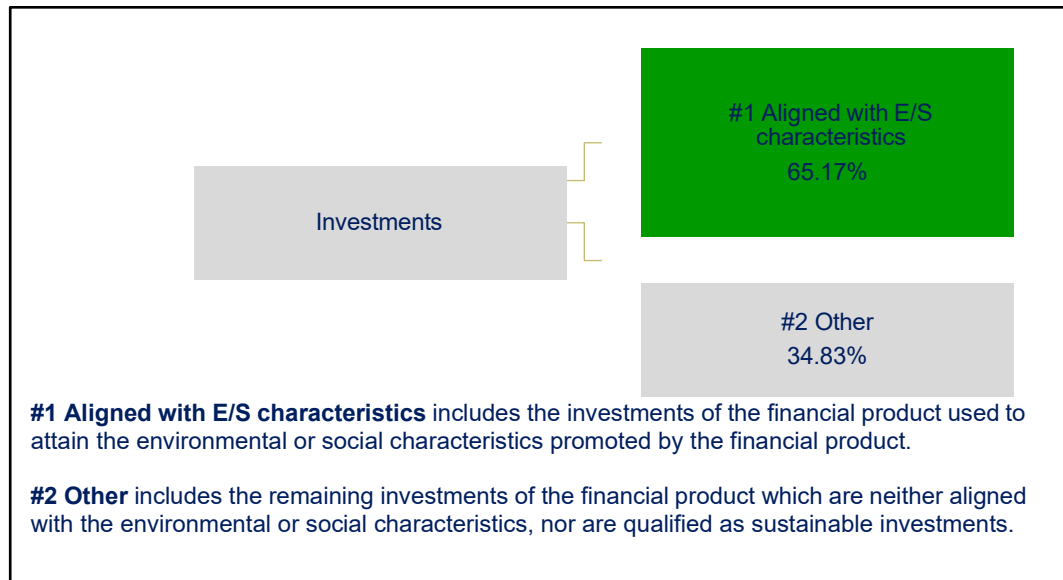 #1 Aligned with E/S
characteristics
65.17%
Investments
#2 Other
34.83%
#1 Aligned with E/S characteristics includes the investments of the financial product used to
attain the environmental or social characteristics promoted by the financial product.
#2 Other includes the remaining investments of the financial product which are neither aligned
with the environmental or social characteristics, nor are qualified as sustainable investments.